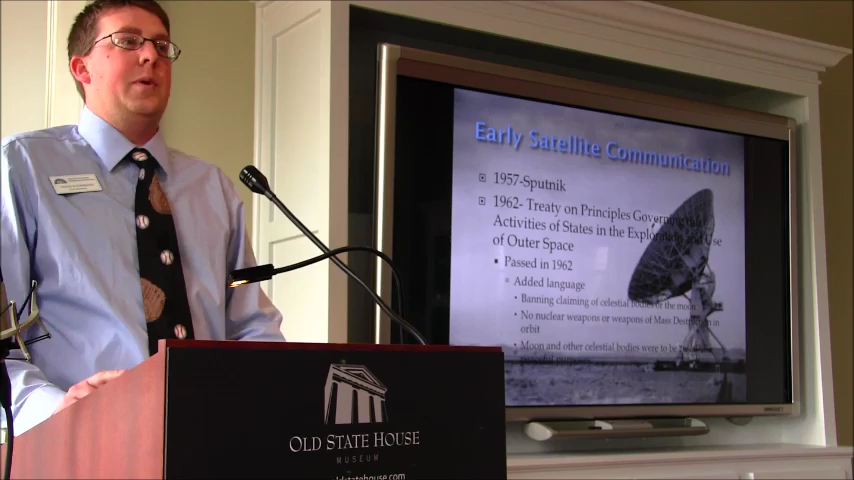 Early Satellite Communication
1957-Sputnik
1962- Treaty on Principles Governing the
Activities of States in the Exploration and Use
of Outer Space
Passed in 1962
Added language
Banning claiming of celestial bodies or the moon
No nuclear weapons or weapons of Mass Destruction in
orbit
Moon and other celestial bodies were to be
OLD STATE HOUSE
MUSEUM
ldstatehouse.com